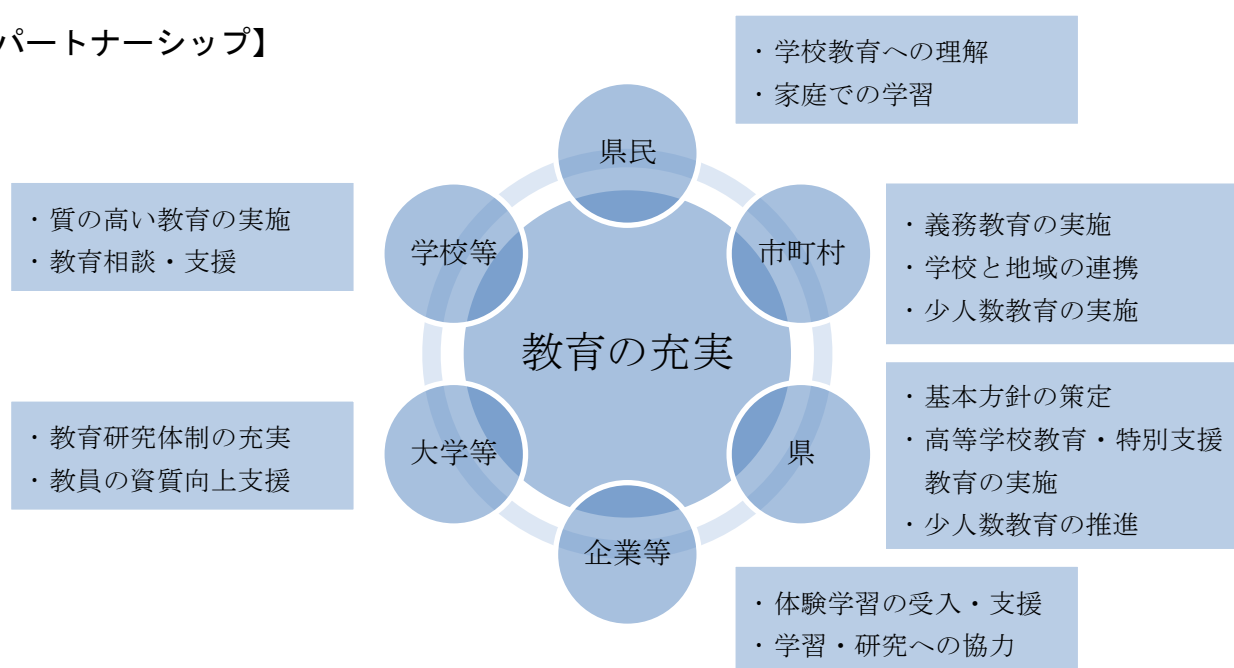 パートナーシップ】
・学校教育への理解
・家庭での学習
県民
・質の高い教育の実施
・教育相談・支援
学校等
市町村
・義務教育の実施
・学校と地域の連携
・少人数教育の実施
教育の充実
・教育研究体制の充実
・教員の資質向上支援
大学等
県
・基本方針の策定
・高等学校教育・特別支援
教育の実施
・少人数教育の推進
企業等
・体験学習の受入・支援
・学習・研究への協力